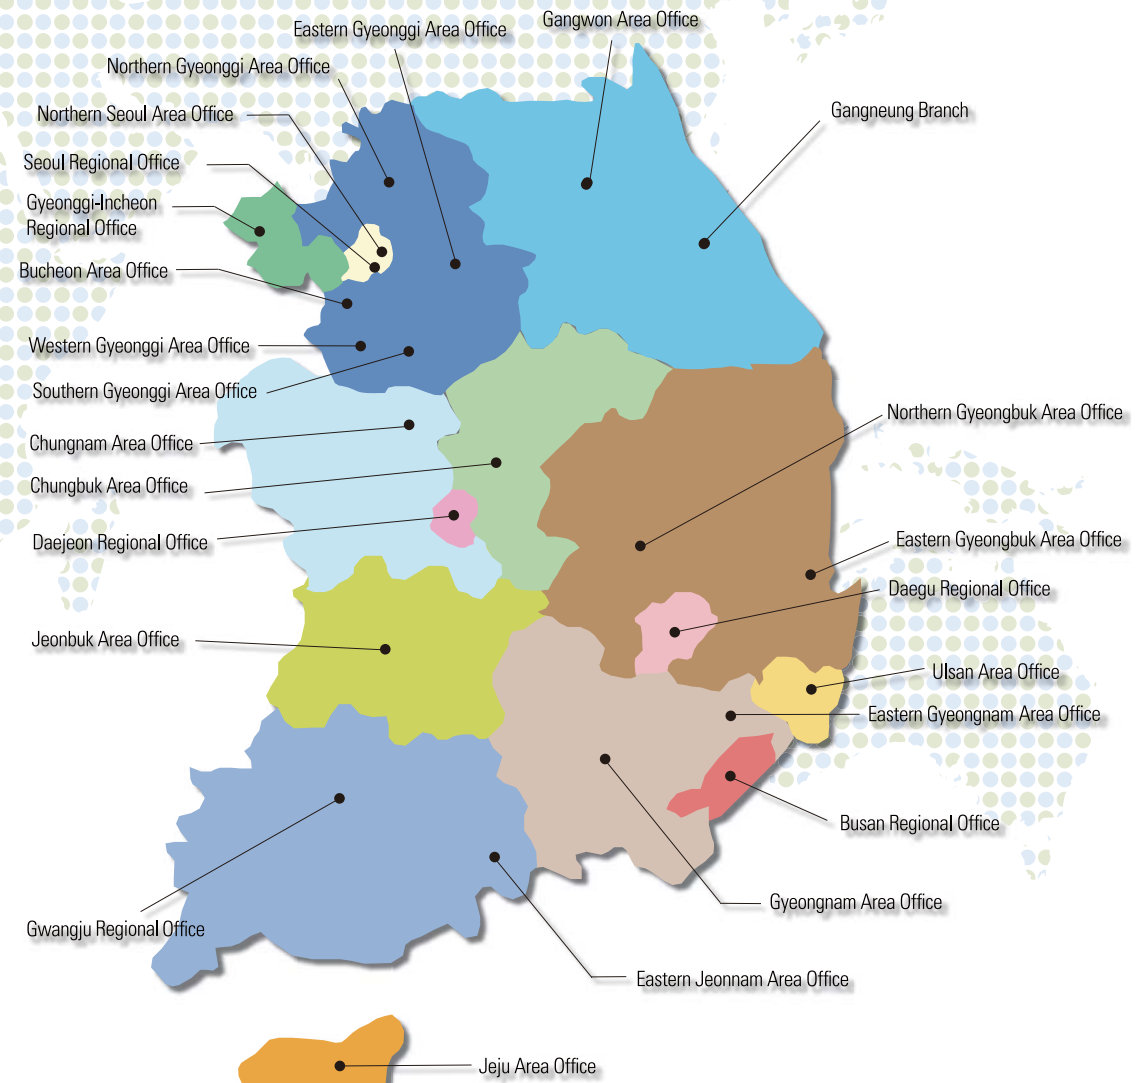 Eastern Gyeonggi Area Office
Gangwon Area Office
Northern Gyeonggi Area Office
Northern Seoul Area Office
Gangneung Branch
Seoul Regional Office
Gyeonggi-Incheon
Regional Office
Bucheon Area Office
Western Gyeonggi Area Office
Southern Gyeonggi Area Office
Northern Gyeongbuk Area Office
Chungnam Area Office
Chungbuk Area Office
Daejeon Regional Office
Eastern Gyeongbuk Area Office
Daegu Regional Office
Jeonbuk Area Office
Ulsan Area Office
Eastern Gyeongnam Area Office
Busan Regional Office
Gyeongnam Area Office
Gwangju Regional Office
Eastern Jeonnam Area Office
Jeju Area Office